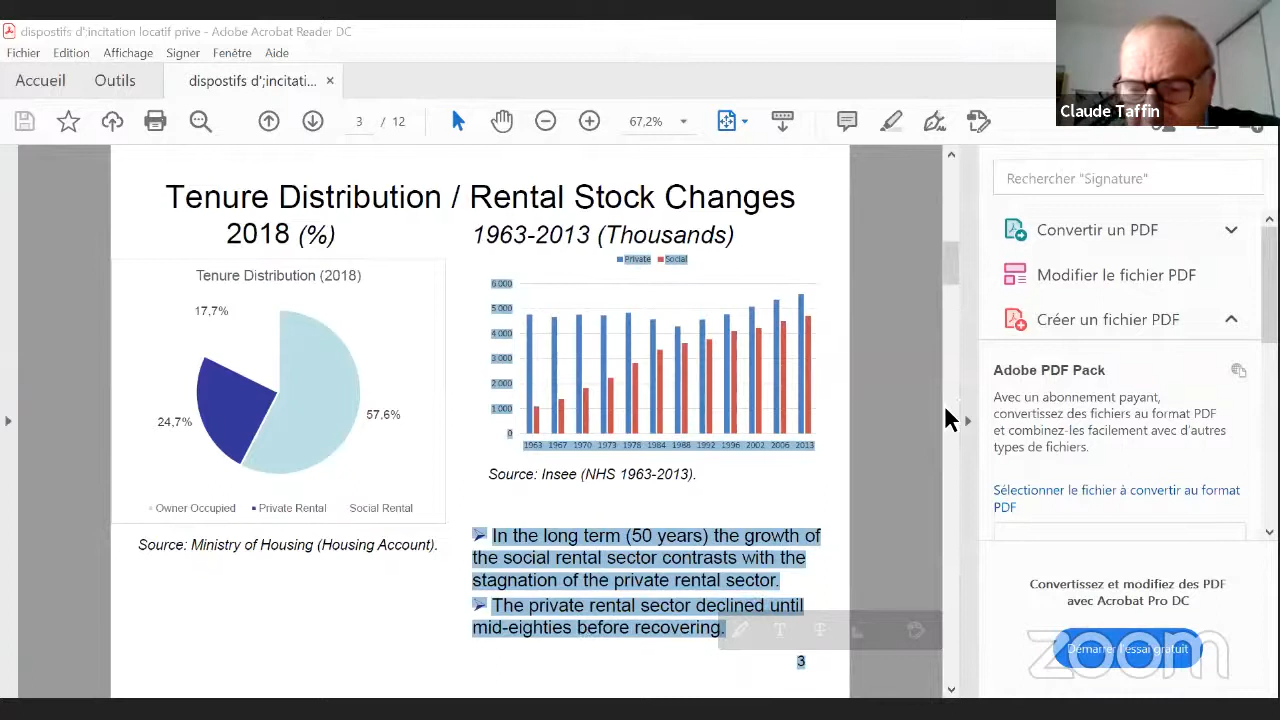 dispostifs d';incitation locatif prive - Adobe Acrobat Reader DC
Fichier Edition Affichage Signer Fenêtre Aide
Accueil Outils dispostifs d';incitati... ×
3 / 12 67,2%
Claude Taffin
Tenure Distribution / Rental Stock Changes
2018 (%) 1963-2013 (Thousands)
Tenure Distribution (2018)
17,7%
24,7%
57.6%
Owner Occupied Private Rental Social Rental
Source: Ministry of Housing (Housing Account).
Private Social
6 000
5 000
4 000
3 000
2 000
1 000
0
1963 1967 1970 1973 1978 1984 1988 1992 1996 2002 2006 2013
Source: Insee (NHS 1963-2013).
In the long term (50 years) the growth of
the social rental sector contrasts with the
stagnation of the private rental sector.
The private rental sector declined until
mid-eighties before recovering.
3
Rechercher "Signature"
Convertir un PDF
Modifier le fichier PDF
Créer un fichier PDF
Adobe PDF Pack
Avec un abonnement payant,
convertissez des fichiers au format PDF
et combinez-les facilement avec d'autres
types de fichiers.
Sélectionner le fichier à convertir au format
PDF
Convertissez et modifiez des PDF
avec Acrobat Pro DC
Démarrer l'essai gratuit
zoom